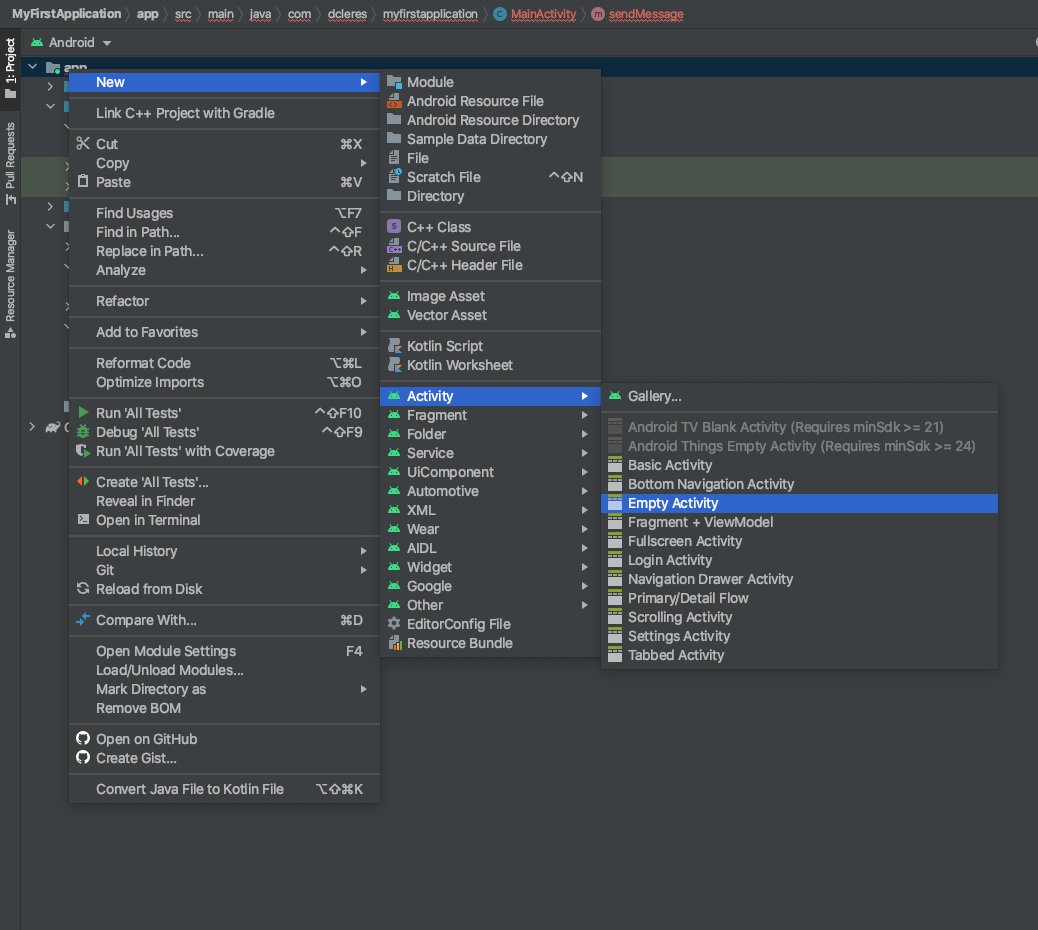 MyFirstApplication app src main java com dcleres myfirstapplication C MainActivity m sendMessage
1: Project
Pull Requests
Resource Manager
Android
app
New
Link C++ Project with Gradle
Cut ⌘X
Copy
Paste ⌘V
Find Usages ⌥F7
Find in Path... ^⇧F
Replace in Path... ^⇧R
Analyze
Refactor
Add to Favorites
Reformat Code ⌥⌘L
Optimize Imports ⌥⌘O
Run 'All Tests' ^⇧F10
Debug 'All Tests' ^⇧F9
Run 'All Tests' with Coverage
Create 'All Tests'...
Reveal in Finder
Open in Terminal
Local History
Git
Reload from Disk
Compare With... ⌘D
Open Module Settings F4
Load/Unload Modules...
Mark Directory as
Remove BOM
Open on GitHub
Create Gist...
Convert Java File to Kotlin File ⌥⇧⌘K
Module
Android Resource File
Android Resource Directory
Sample Data Directory
File
Scratch File ^⇧N
Directory
C++ Class
C/C++ Source File
C/C++ Header File
Image Asset
Vector Asset
Kotlin Script
Kotlin Worksheet
Activity
Fragment
Folder
Service
UiComponent
Automotive
XML
Wear
AIDL
Widget
Google
Other
EditorConfig File
Resource Bundle
Gallery...
Android TV Blank Activity (Requires minSdk >= 21)
Android Things Empty Activity (Requires minSdk >= 24)
Basic Activity
Bottom Navigation Activity
Empty Activity
Fragment + ViewModel
Fullscreen Activity
Login Activity
Navigation Drawer Activity
Primary/Detail Flow
Scrolling Activity
Settings Activity
Tabbed Activity